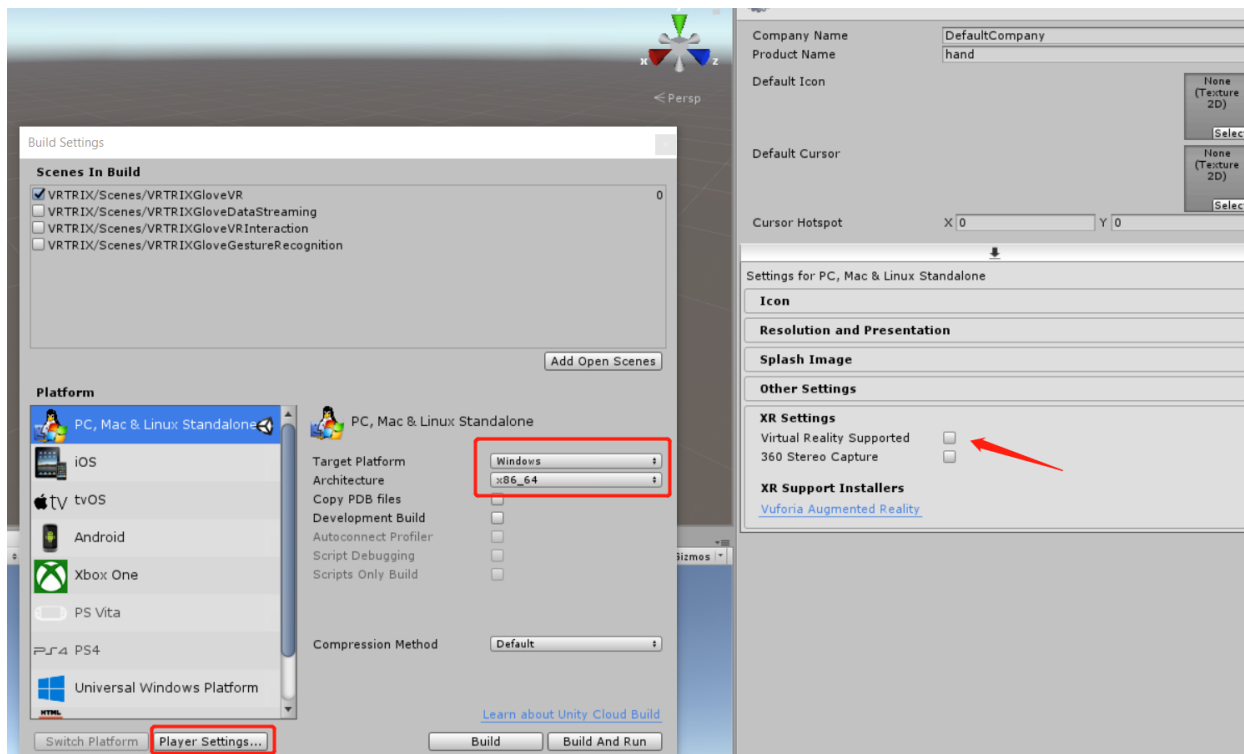 x
z
Persp
Build Settings
Scenes In Build
VRTRIX/Scenes/VRTRIXGloveVR 0
VRTRIX/Scenes/VRTRIXGloveDataStreaming
VRTRIX/Scenes/VRTRIXGloveVRInteraction
VRTRIX/Scenes/VRTRIXGloveGestureRecognition
Add Open Scenes
Platform
PC, Mac & Linux Standalone
iOS
tv tvOS
Android
Xbox One
PS Vita
PS4 PS4
Universal Windows Platform
HTML
Switch Platform
Player Settings...
PC, Mac & Linux Standalone
Target Platform Windows
Architecture x86_64
Copy PDB files
Development Build
Autoconnect Profiler
Script Debugging
Scripts Only Build
Compression Method Default
Learn about Unity Cloud Build
Build
Build And Run
Gizmos
Company Name DefaultCompany
Product Name hand
Default Icon
None
(Texture
2D)
Selec
Default Cursor
None
(Texture
2D)
Selec
Cursor Hotspot X 0 Y 0
Settings for PC, Mac & Linux Standalone
Icon
Resolution and Presentation
Splash Image
Other Settings
XR Settings
Virtual Reality Supported
360 Stereo Capture
XR Support Installers
Vuforia Augmented Reality